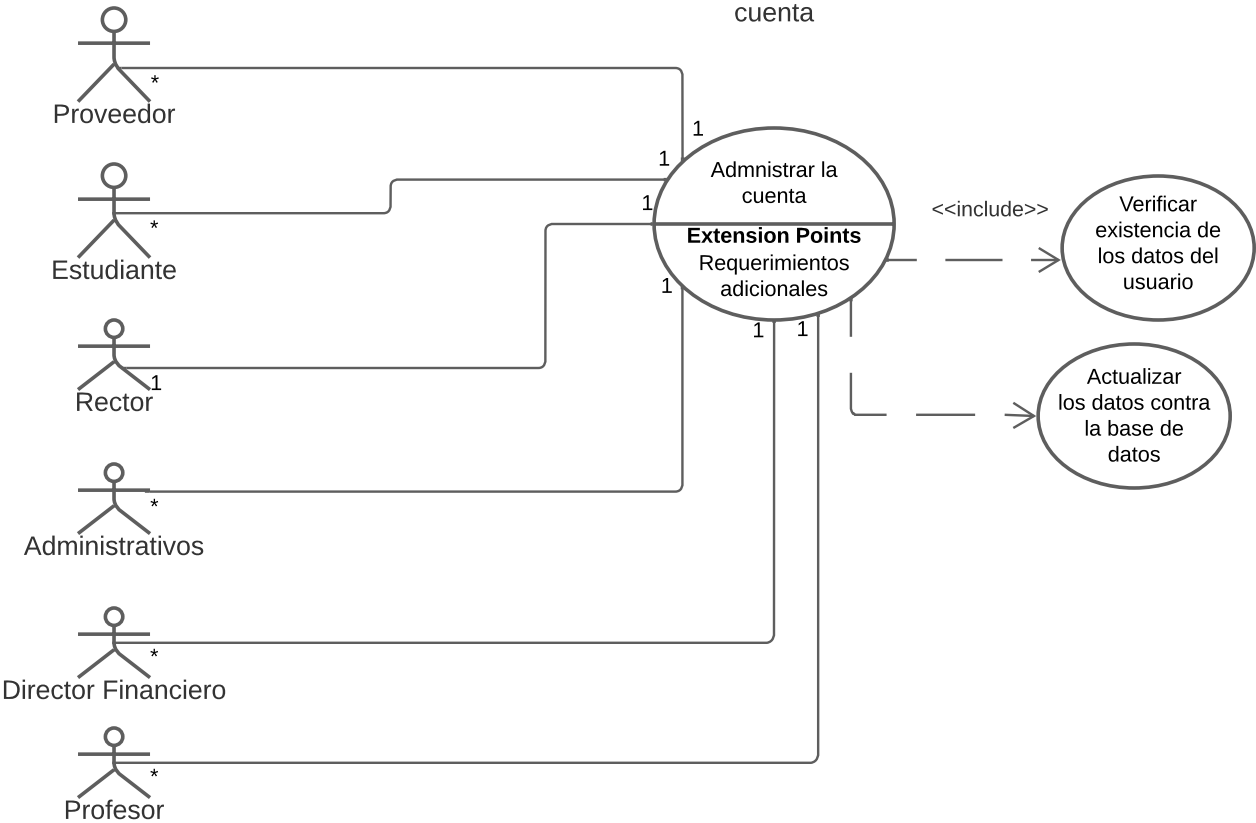 cuenta
*
Proveedor
1
1
1
Admnistrar la
cuenta
Extension Points
Requerimientos
adicionales
<<include>>
Verificar
existencia de
los datos del
usuario
*
Estudiante
1
1
1
1
Rector
Actualizar
los datos contra
la base de
datos
*
Administrativos
*
Director Financiero
*
Profesor